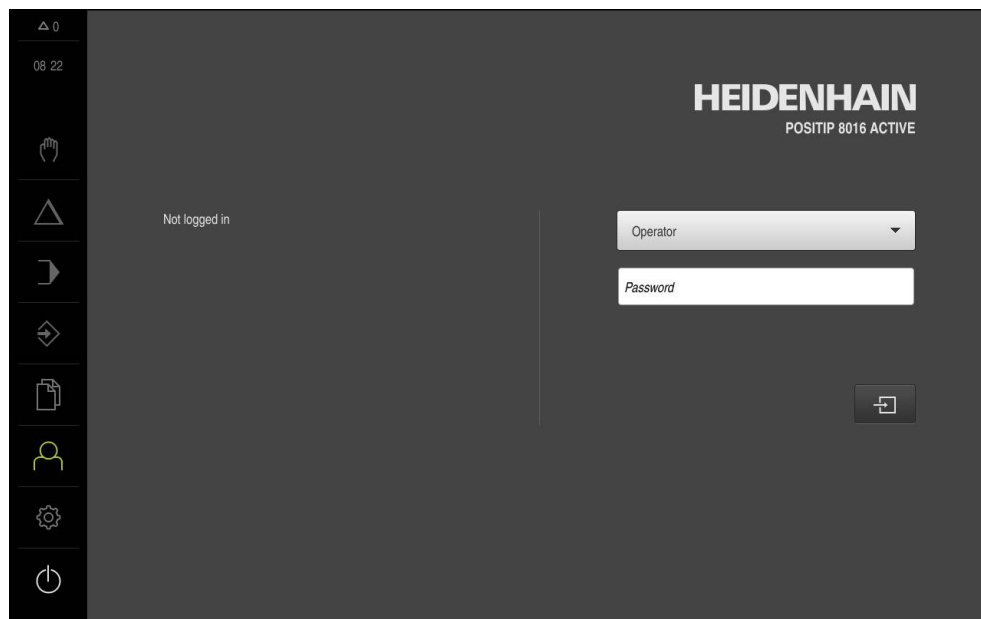 0
08 22
HEIDENHAIN
POSITIP 8016 ACTIVE
Not logged in
Operator
Password